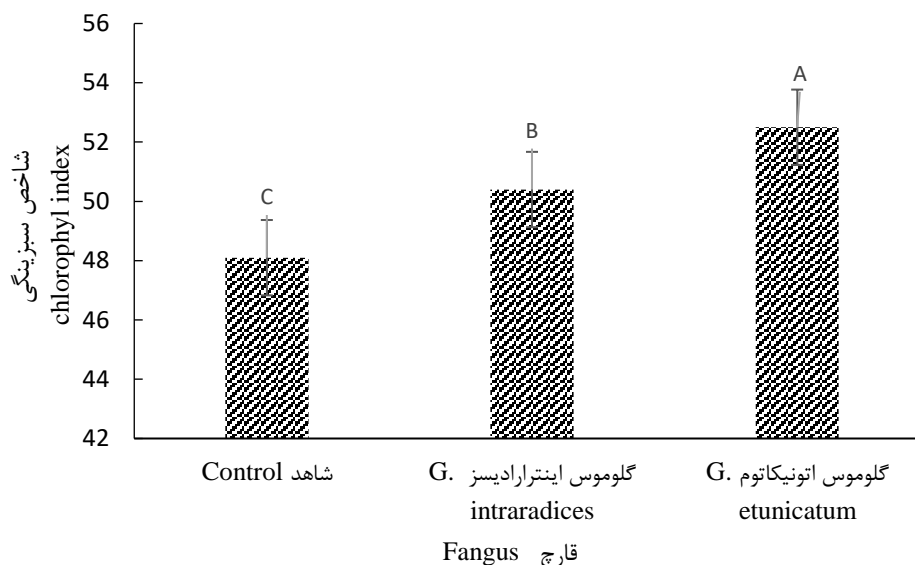 56
54
52
50
48
46
44
42
شاخص سبزینگی
chlorophyl index
C
B
A
شاهد Control
گلوموس اینترارادیسز G.
intraradices
گلوموس اتونیکاتوم G.
etunicatum
قارچ Fangus